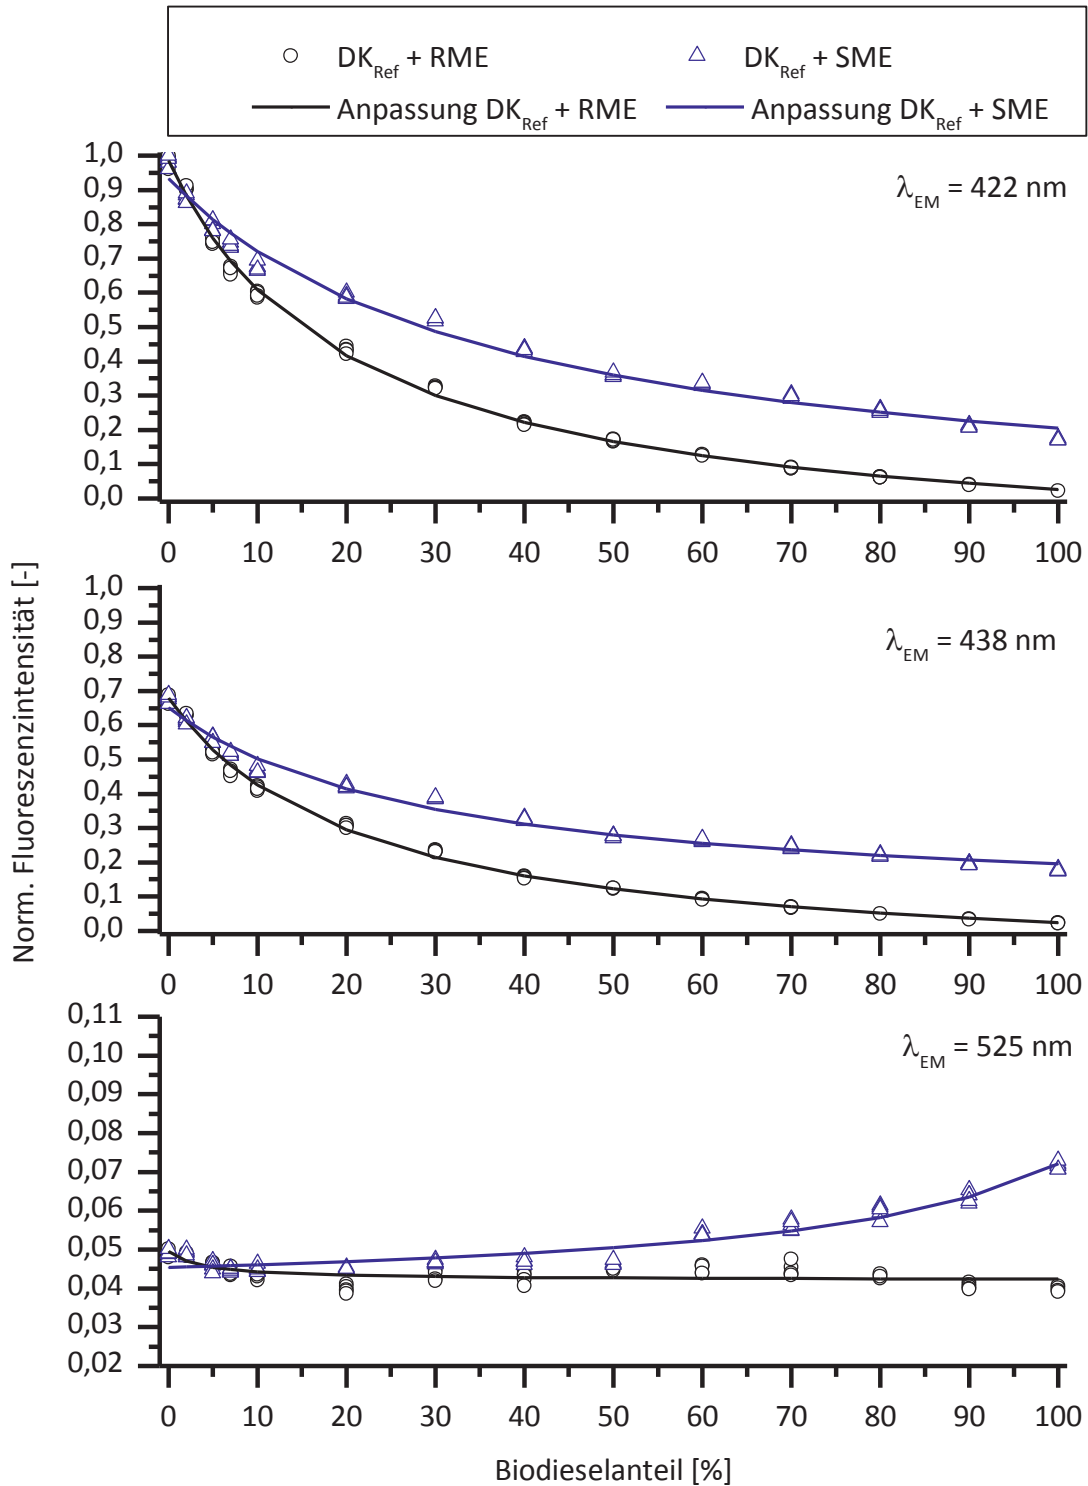 DK_Ref + RME
DK_Ref + SME
Anpassung DK_Ref + RME
Anpassung DK_Ref + SME
Norm. Fluoreszenzintensität [-]
λ_EM = 422 nm
1,0
0,9
0,8
0,7
0,6
0,5
0,4
0,3
0,2
0,1
0,0
0 10 20 30 40 50 60 70 80 90 100
λ_EM = 438 nm
1,0
0,9
0,8
0,7
0,6
0,5
0,4
0,3
0,2
0,1
0,0
0 10 20 30 40 50 60 70 80 90 100
λ_EM = 525 nm
0,11
0,10
0,09
0,08
0,07
0,06
0,05
0,04
0,03
0,02
0 10 20 30 40 50 60 70 80 90 100
Biodieselanteil [%]